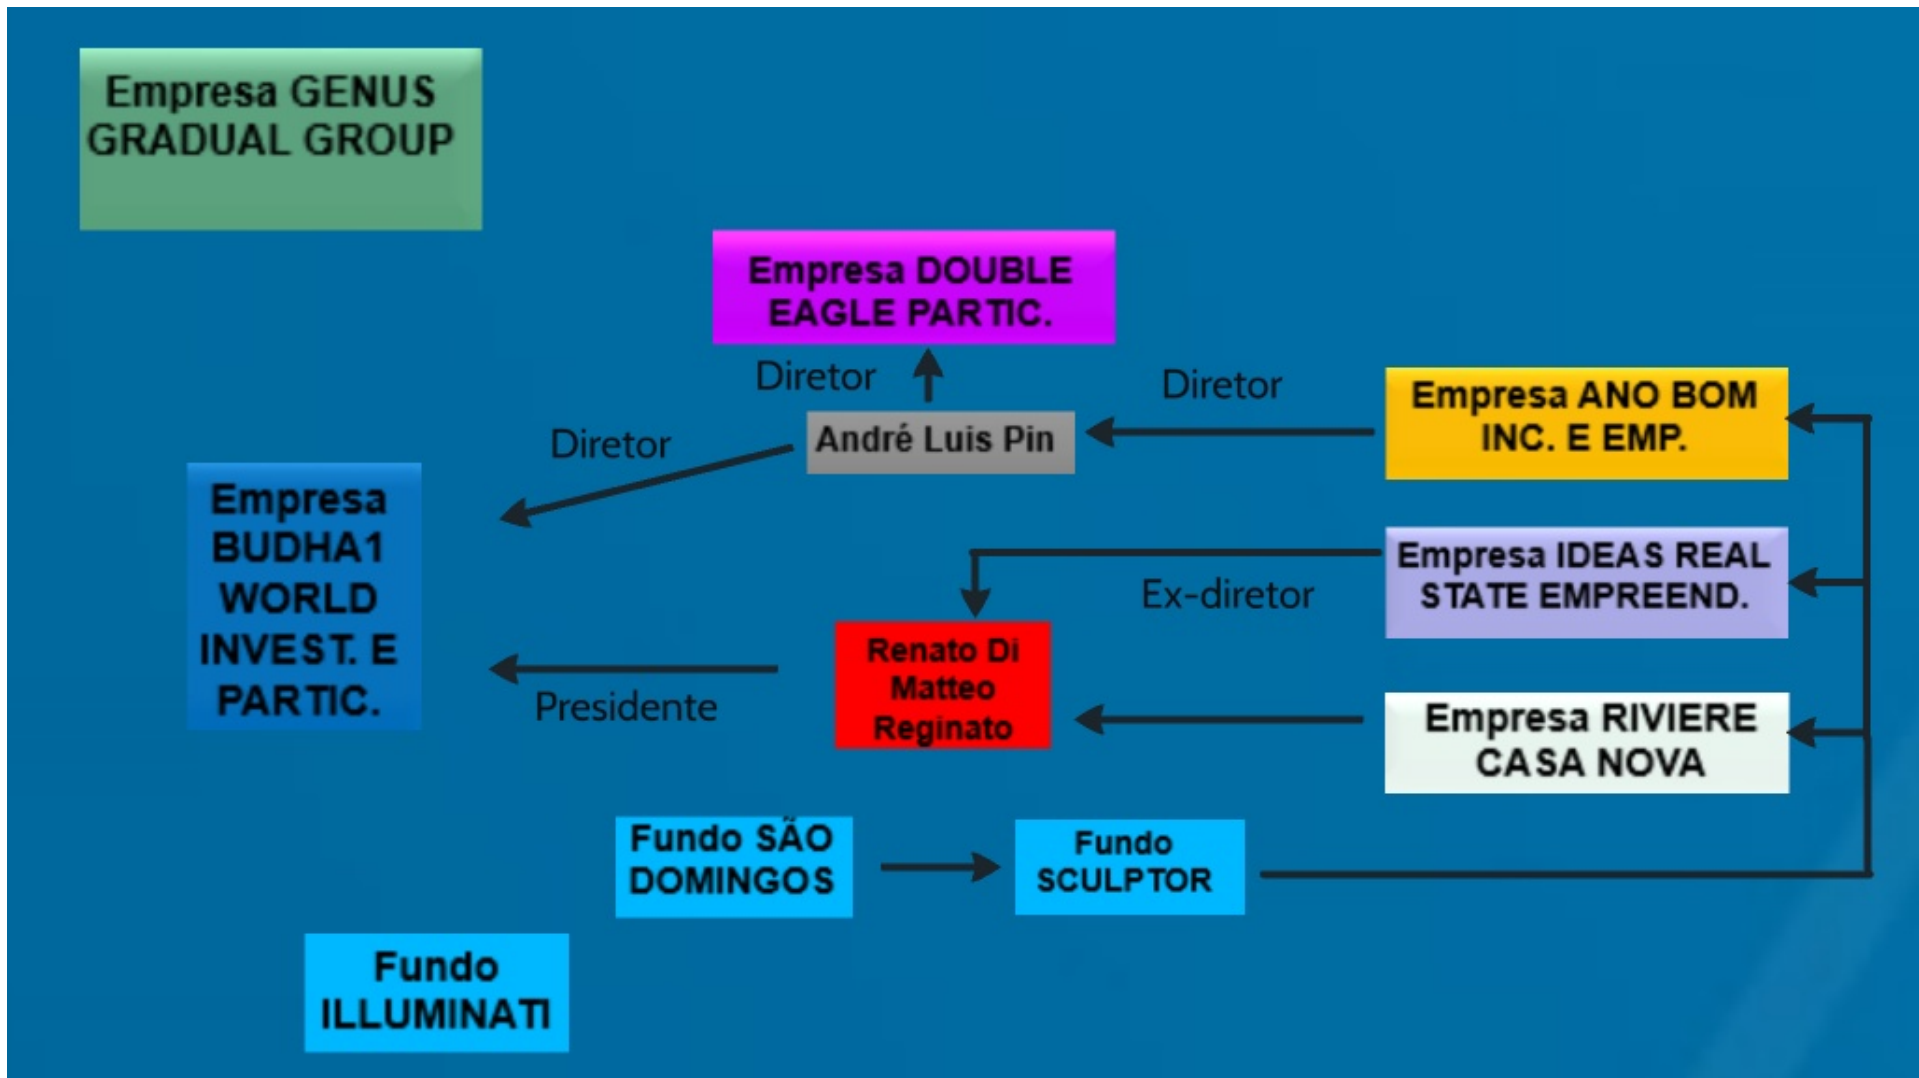 Empresa GENUS
GRADUAL GROUP
Empresa DOUBLE
EAGLE PARTIC.
Diretor
Diretor
Empresa ANO BOM
INC. E EMP.
Diretor
André Luis Pin
Empresa
BUDHA1
WORLD
INVEST. E
PARTIC.
Empresa IDEAS REAL
STATE EMPREEND.
Ex-diretor
Renato Di
Matteo
Reginato
Presidente
Empresa RIVIERE
CASA NOVA
Fundo SÃO
DOMINGOS
Fundo
SCULPTOR
Fundo
ILLUMINATI